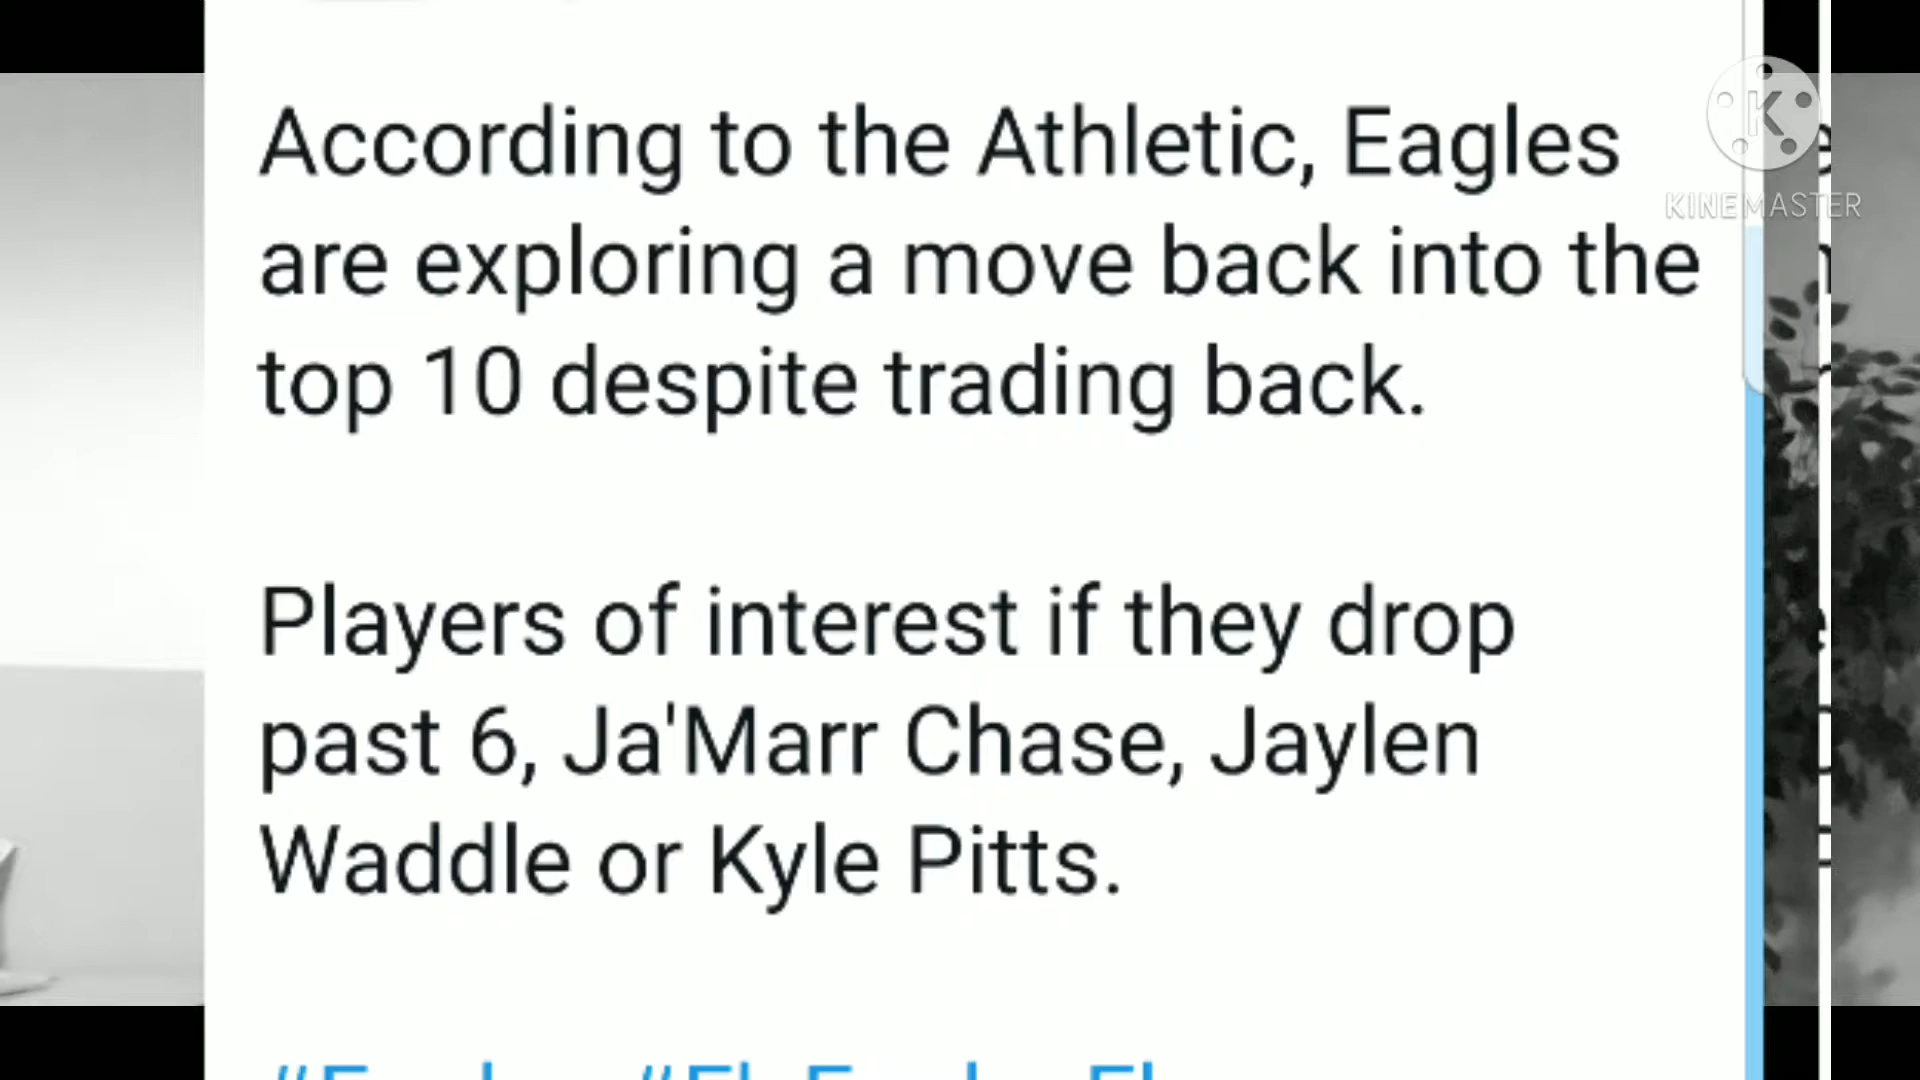 According to the Athletic, Eagles
are exploring a move back into the
top 10 despite trading back.
Players of interest if they drop
past 6, Ja'Marr Chase, Jaylen
Waddle or Kyle Pitts.
KINEMASTER